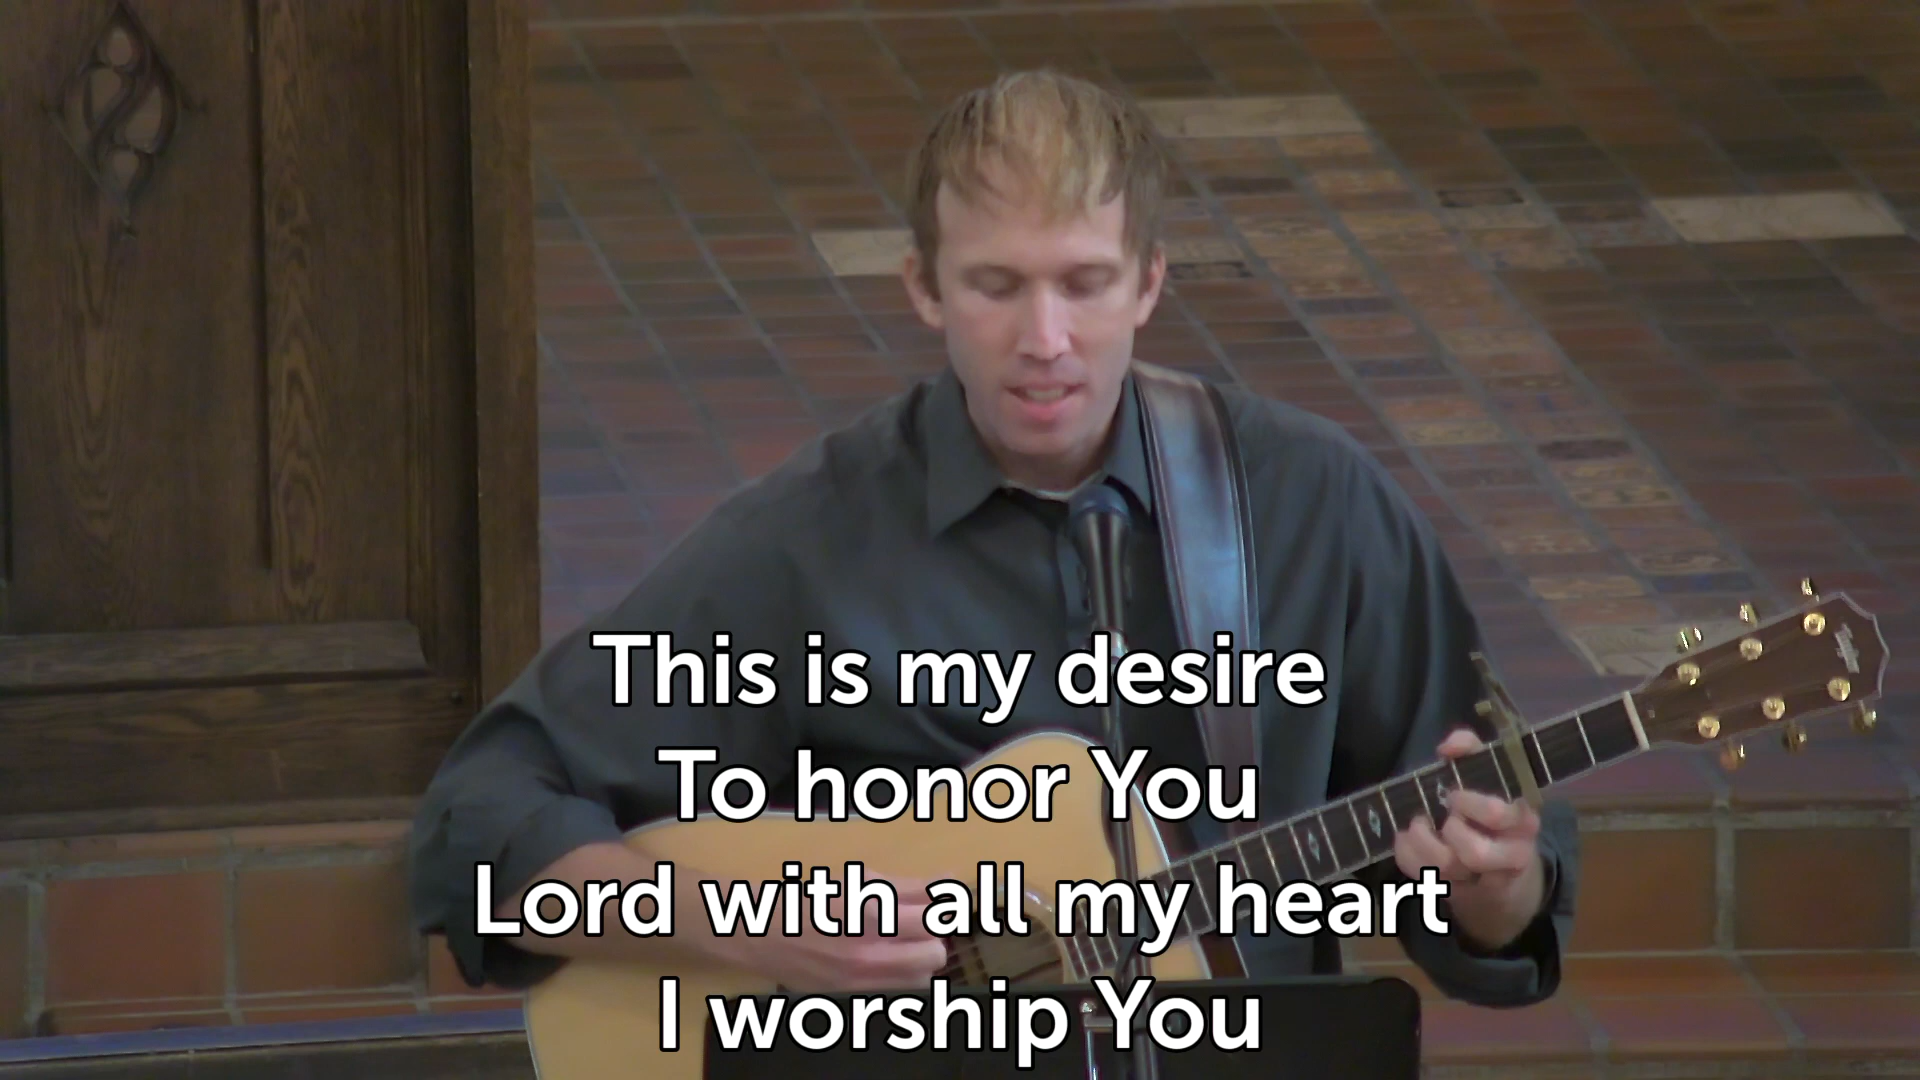 This is my desire
To honor You
Lord with all my heart
I worship You